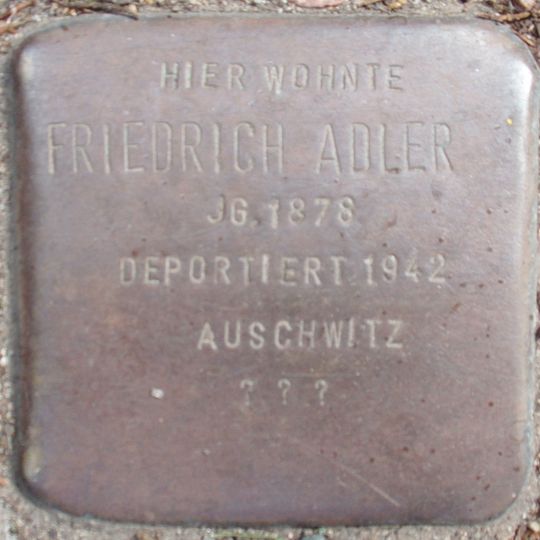 HIER WOHNTE
FRIEDRICH ADLER
JG. 1878
DEPORTIERT 1942
AUSCHWITZ
? ? ?